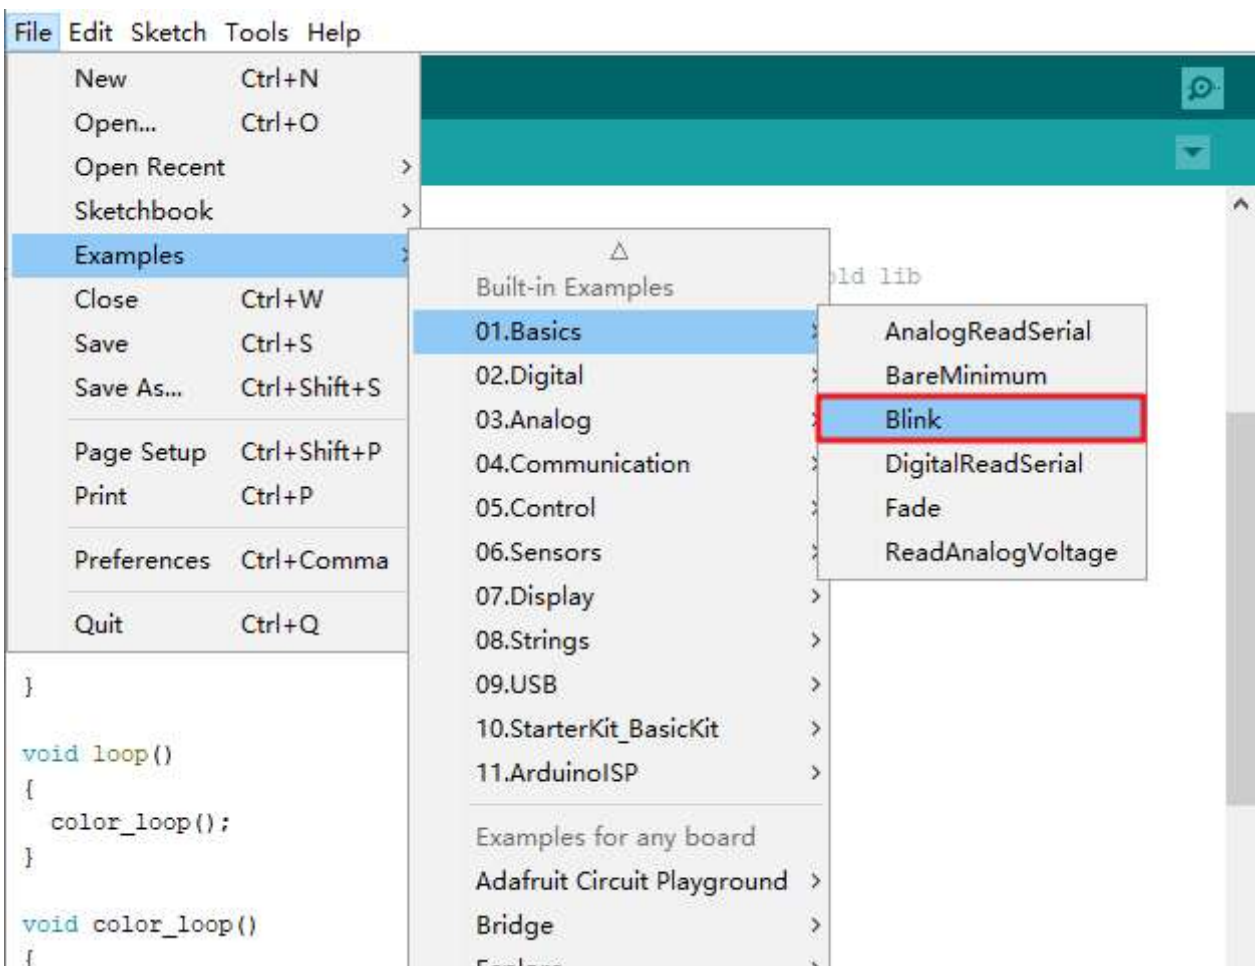 File Edit Sketch Tools Help
New Ctrl+N
Open... Ctrl+O
Open Recent
Sketchbook
Examples
Close Ctrl+W
Save Ctrl+S
Save As... Ctrl+Shift+S
Page Setup Ctrl+Shift+P
Print Ctrl+P
Preferences Ctrl+Comma
Quit Ctrl+Q
Built-in Examples
01.Basics
02.Digital
03.Analog
04.Communication
05.Control
06.Sensors
07.Display
08.Strings
09.USB
10.StarterKit_BasicKit
11.ArduinoISP
Examples for any board
Adafruit Circuit Playground
Bridge
AnalogReadSerial
BareMinimum
Blink
DigitalReadSerial
Fade
ReadAnalogVoltage
old lib
}
void loop()
{
color_loop();
}
void color_loop()
{